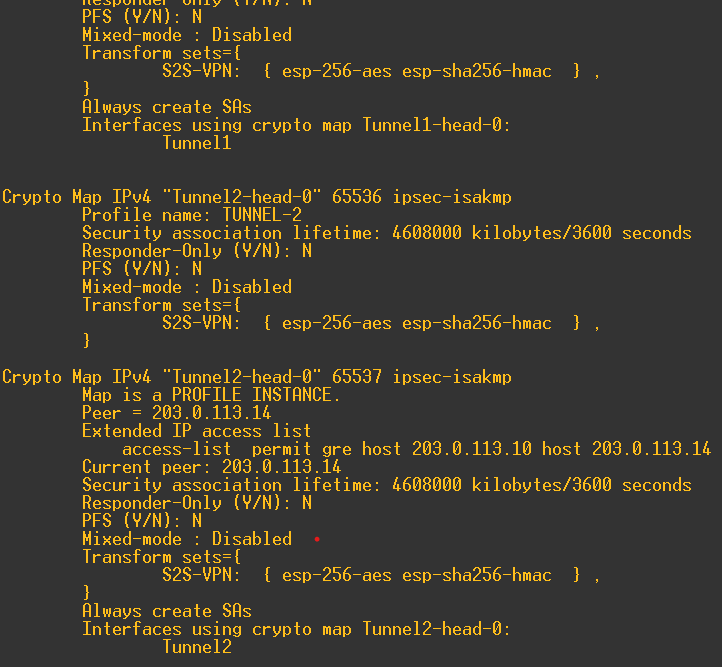 Responder-Only (Y/N): N
PFS (Y/N): N
Mixed-mode : Disabled
Transform sets={
S2S-VPN:  { esp-256-aes esp-sha256-hmac  } ,
}
Always create SAs
Interfaces using crypto map Tunnel1-head-0:
Tunnel1
Crypto Map IPv4 "Tunnel2-head-0" 65536 ipsec-isakmp
Profile name: TUNNEL-2
Security association lifetime: 4608000 kilobytes/3600 seconds
Responder-Only (Y/N): N
PFS (Y/N): N
Mixed-mode : Disabled
Transform sets={
S2S-VPN:  { esp-256-aes esp-sha256-hmac  } ,
}
Crypto Map IPv4 "Tunnel2-head-0" 65537 ipsec-isakmp
Map is a PROFILE INSTANCE.
Peer = 203.0.113.14
Extended IP access list
access-list  permit gre host 203.0.113.10 host 203.0.113.14
Current peer: 203.0.113.14
Security association lifetime: 4608000 kilobytes/3600 seconds
Responder-Only (Y/N): N
PFS (Y/N): N
Mixed-mode : Disabled
Transform sets={
S2S-VPN:  { esp-256-aes esp-sha256-hmac  } ,
}
Always create SAs
Interfaces using crypto map Tunnel2-head-0:
Tunnel2